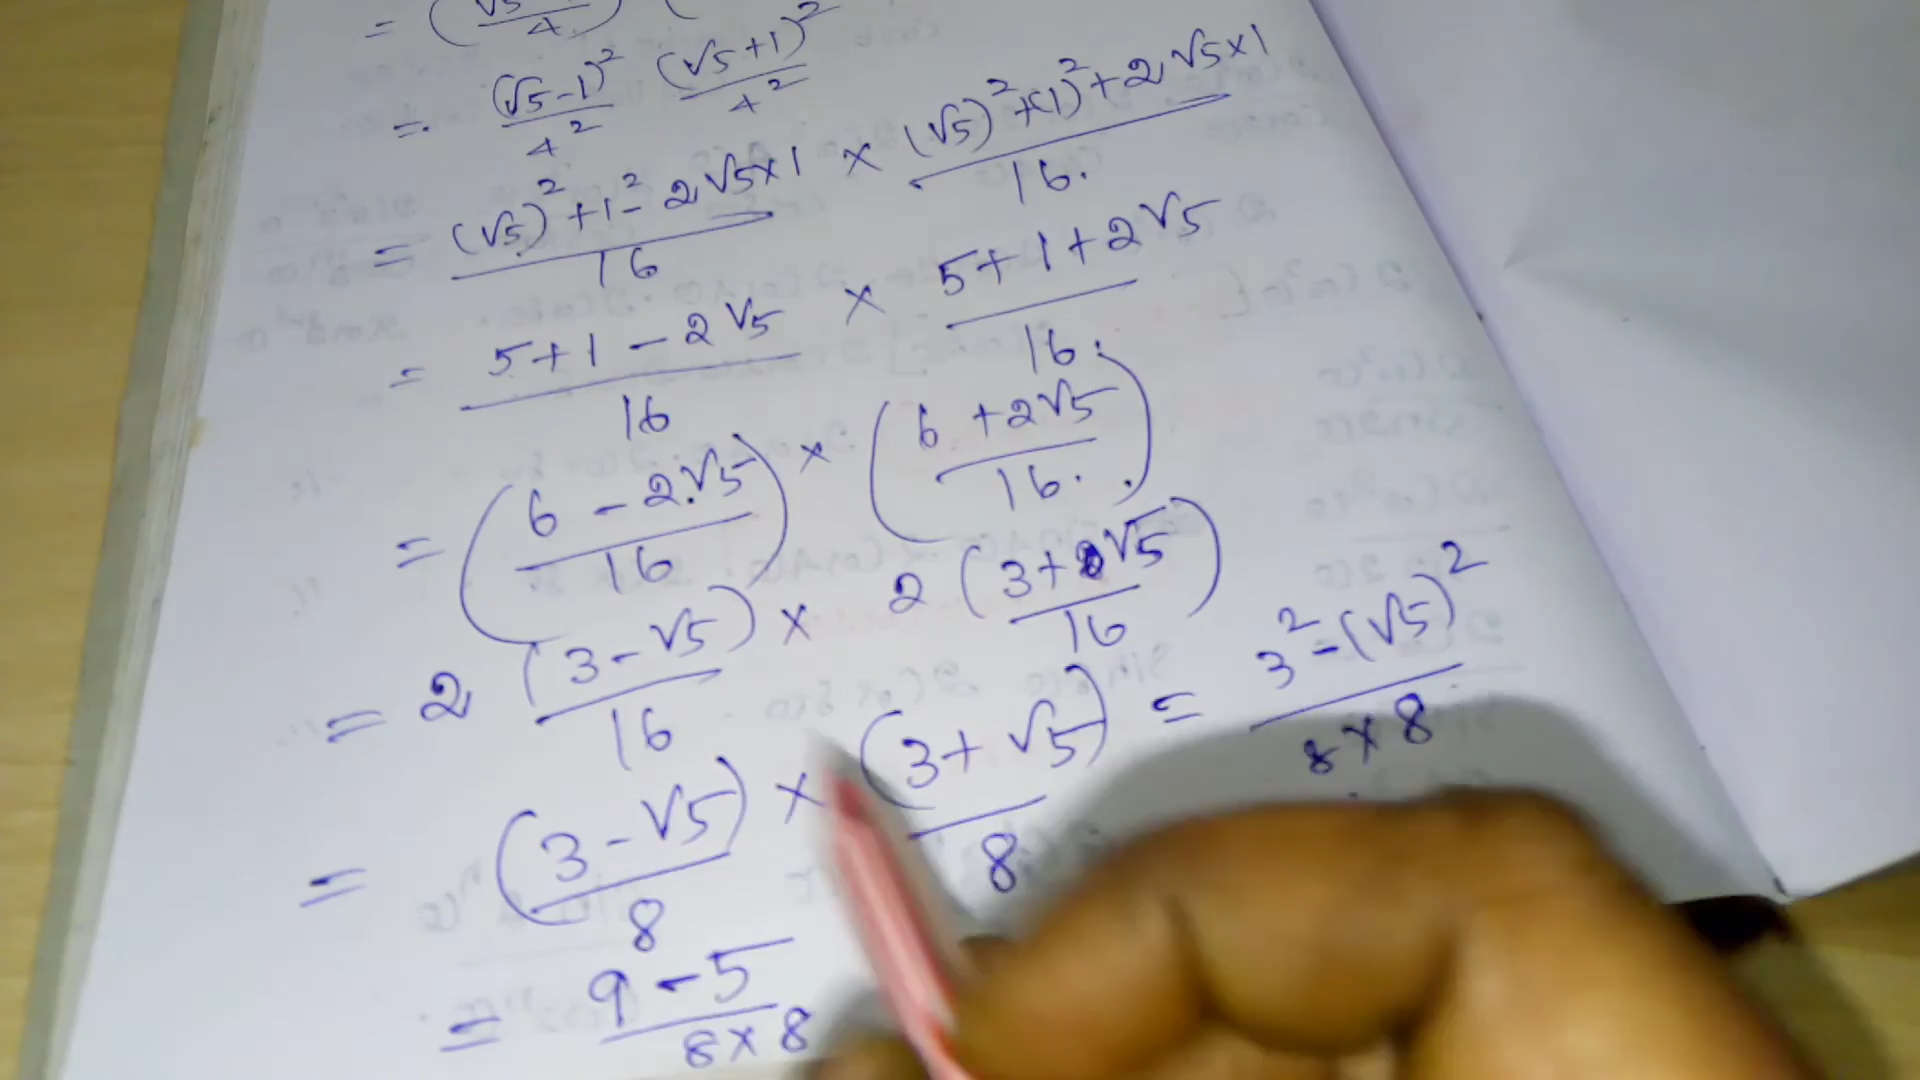 = (√5 / 4) (
=. (√5-1)² / 4² (√5+1)² / 4²
= (√5)²+1²-2√5×1 / 16 × (√5)²+(1)²+2√5×1 / 16.
= 5+1-2√5 / 16 × 5+1+2√5 / 16.
= (6-2√5 / 16) × (6+2√5 / 16.)
= 2 (3-√5) / 16 × 2 (3+√5) / 16
= (3-√5) / 8 × (3+√5) / 8 = 3²-(√5)² / 8×8
= 9-5 / 8×8